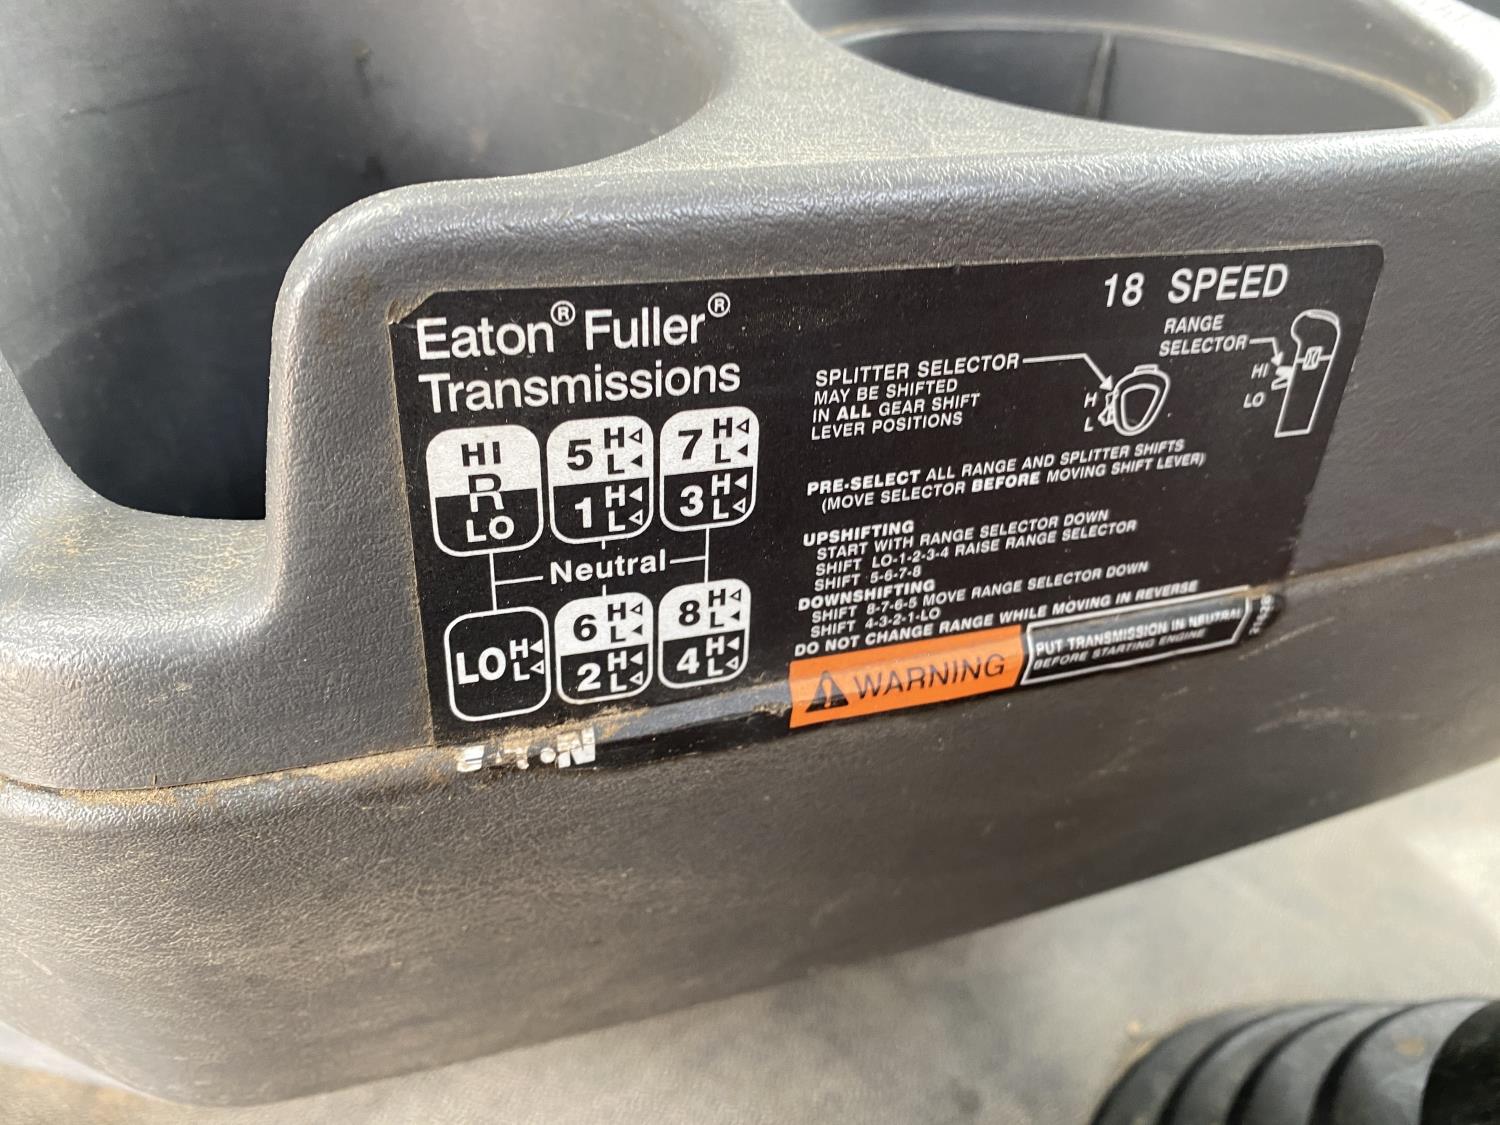 Eaton® Fuller®
Transmissions
18 SPEED
HI
R
LO
5 H L
1 H L
7 H L
3 H L
Neutral
LO H L
6 H L
2 H L
8 H L
4 H L
SPLITTER SELECTOR
MAY BE SHIFTED
IN ALL GEAR SHIFT
LEVER POSITIONS
H
L
RANGE
SELECTOR
HI
LO
PRE-SELECT ALL RANGE AND SPLITTER SHIFTS
(MOVE SELECTOR BEFORE MOVING SHIFT LEVER)
UPSHIFTING
START WITH RANGE SELECTOR DOWN
SHIFT LO-1-2-3-4 RAISE RANGE SELECTOR
SHIFT 5-6-7-8
DOWNSHIFTING
SHIFT 8-7-6-5 MOVE RANGE SELECTOR DOWN
SHIFT 4-3-2-1-LO
DO NOT CHANGE RANGE WHILE MOVING IN REVERSE
WARNING
PUT TRANSMISSION IN NEUTRAL
BEFORE STARTING ENGINE